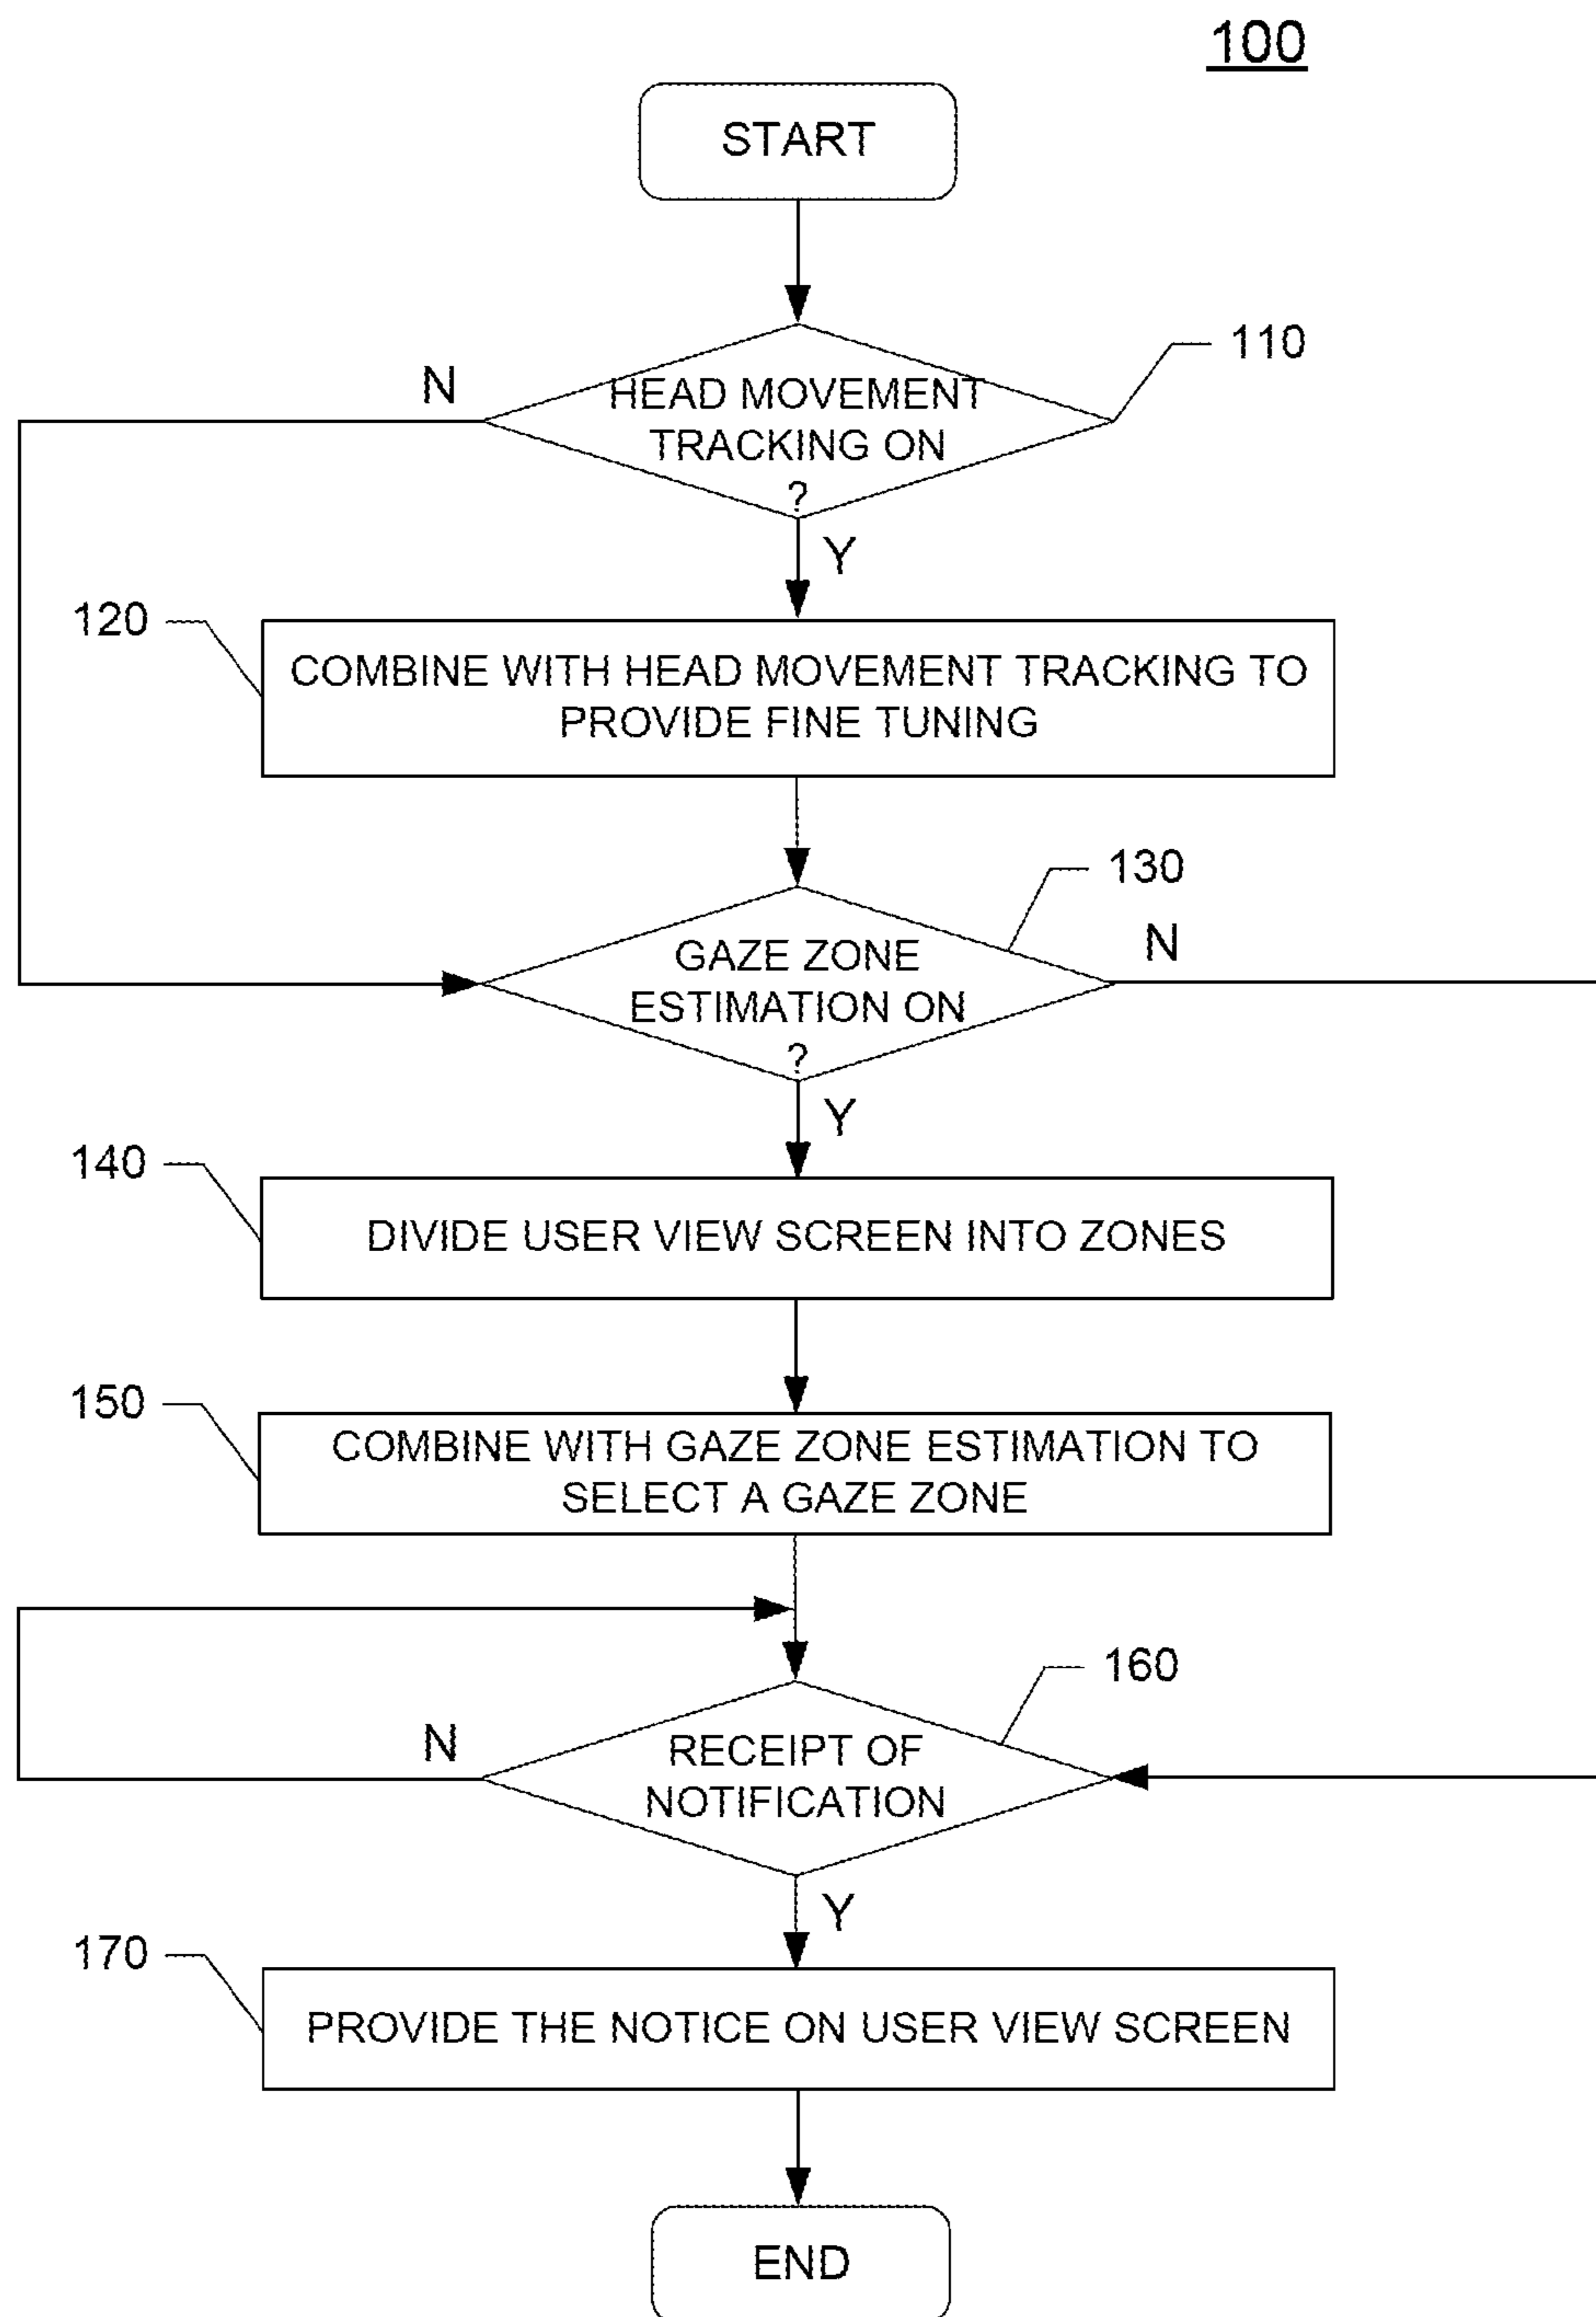 100
START
110
N
HEAD MOVEMENT
TRACKING ON
?
Y
120
COMBINE WITH HEAD MOVEMENT TRACKING TO
PROVIDE FINE TUNING
130
N
GAZE ZONE
ESTIMATION ON
?
Y
140
DIVIDE USER VIEW SCREEN INTO ZONES
150
COMBINE WITH GAZE ZONE ESTIMATION TO
SELECT A GAZE ZONE
160
N
RECEIPT OF
NOTIFICATION
Y
170
PROVIDE THE NOTICE ON USER VIEW SCREEN
END